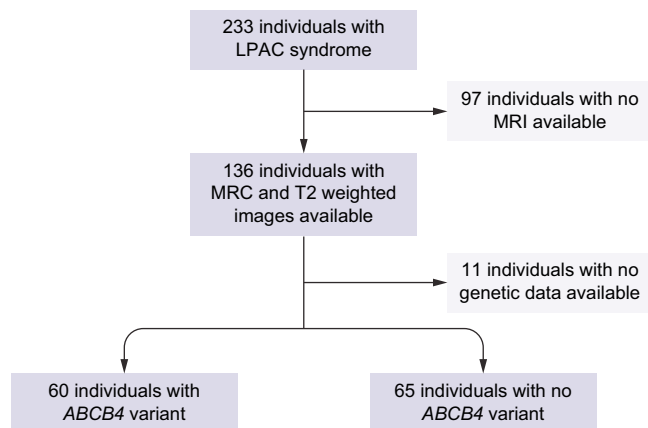 233 individuals with
LPAC syndrome
97 individuals with no
MRI available
136 individuals with
MRC and T2 weighted
images available
11 individuals with no
genetic data available
60 individuals with
ABCB4 variant
65 individuals with no
ABCB4 variant